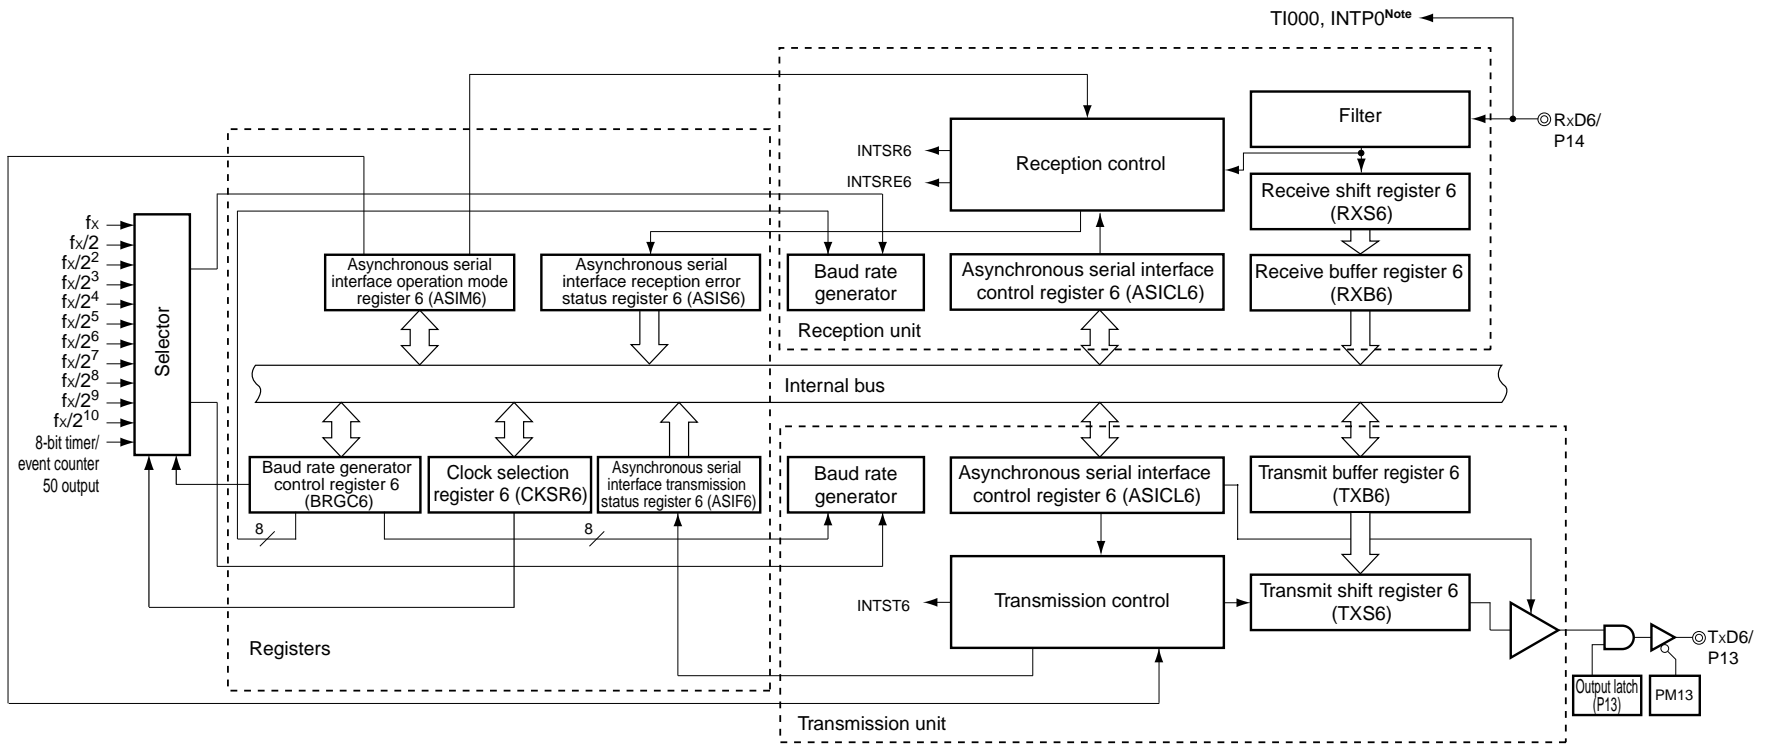 TI000, INTP0Note
Filter
RxD6/
P14
Reception control
INTSR6
INTSRE6
Receive shift register 6
(RXS6)
fX
fX/2
fX/2²
fX/2³
fX/2⁴
fX/2⁵
fX/2⁶
fX/2⁷
fX/2⁸
fX/2⁹
fX/2¹⁰
8-bit timer/
event counter
50 output
Selector
Asynchronous serial
interface operation mode
register 6 (ASIM6)
Asynchronous serial
interface reception error
status register 6 (ASIS6)
Baud rate
generator
Asynchronous serial interface
control register 6 (ASICL6)
Receive buffer register 6
(RXB6)
Reception unit
Internal bus
Baud rate generator
control register 6
(BRGC6)
Clock selection
register 6 (CKSR6)
Asynchronous serial
interface transmission
status register 6 (ASIF6)
Baud rate
generator
Asynchronous serial interface
control register 6 (ASICL6)
Transmit buffer register 6
(TXB6)
8
8
INTST6
Transmission control
Transmit shift register 6
(TXS6)
Registers
TxD6/
P13
Output latch
(P13)
PM13
Transmission unit